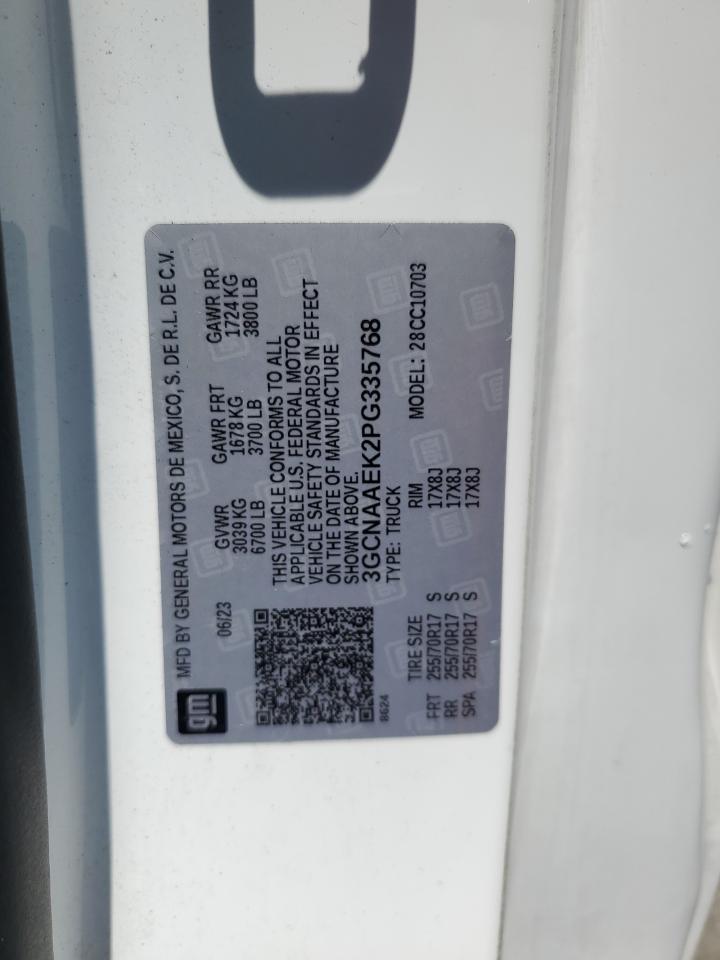 gm
MFD BY GENERAL MOTORS DE MEXICO, S. DE R.L. DE C.V.
06/23
GVWR GAWR FRT GAWR RR
3039 KG 1678 KG 1724 KG
6700 LB 3700 LB 3800 LB
THIS VEHICLE CONFORMS TO ALL
APPLICABLE U.S. FEDERAL MOTOR
VEHICLE SAFETY STANDARDS IN EFFECT
ON THE DATE OF MANUFACTURE
SHOWN ABOVE.
3GCNAAEK2PG335768
TYPE: TRUCK MODEL: 28CC10703
8624
TIRE SIZE RIM
FRT 255/70R17 S 17X8J
RR 255/70R17 S 17X8J
SPA 255/70R17 S 17X8J